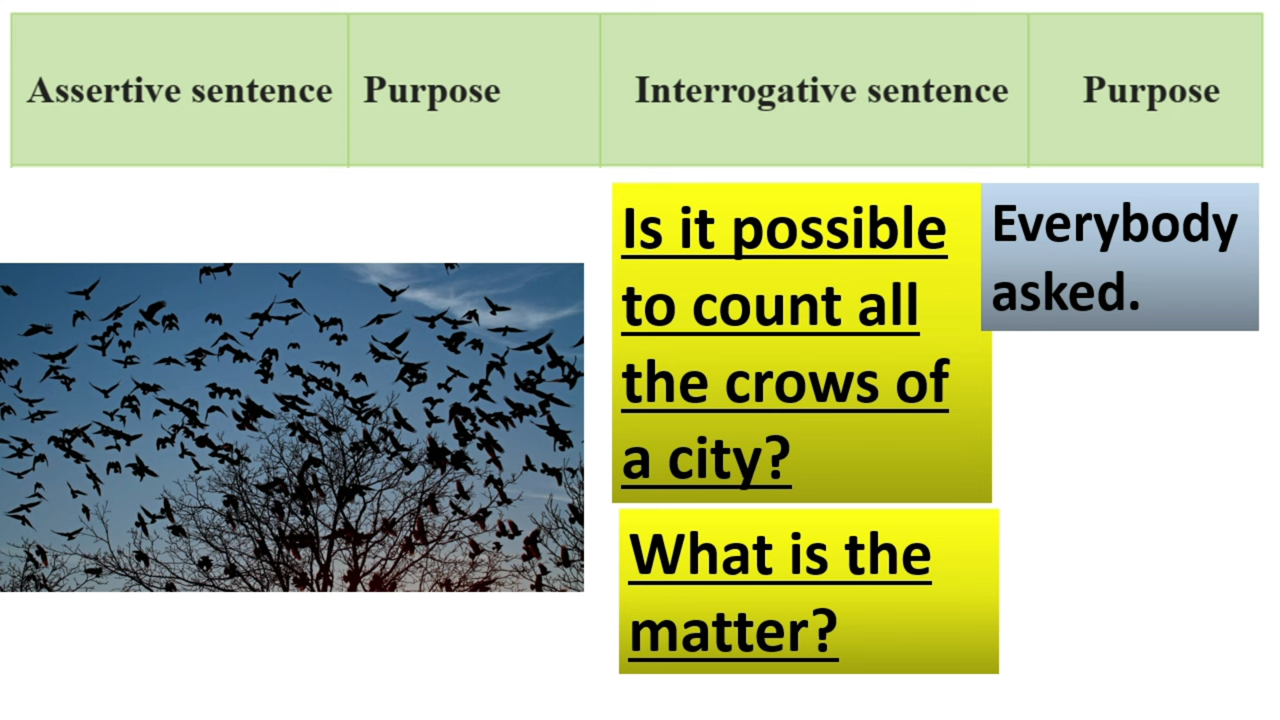 Assertive sentence
Purpose
Interrogative sentence
Purpose
Is it possible
to count all
the crows of
a city?
Everybody
asked.
What is the
matter?